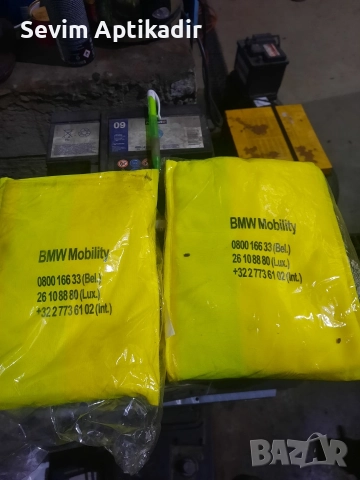 Sevim Aptikadir
09
BMW Mobility
0800 166 33 (Bel.)
26 10 88 80 (Lux.)
+32 2 773 61 02 (int.)
BMW Mobility
0800 166 33 (Bel.)
26 10 88 80 (Lux.)
+32 2 773 61 02 (int.)
BAZAR